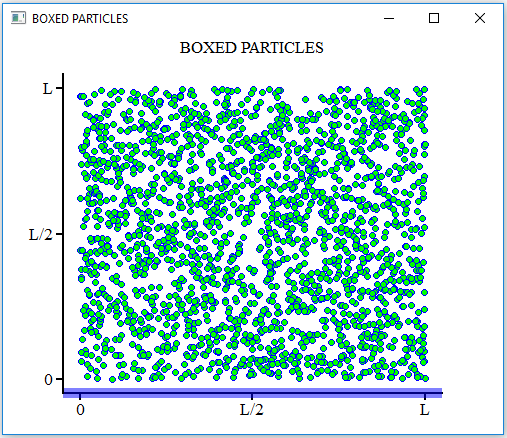 BOXED PARTICLES
BOXED PARTICLES
L
L/2
0
0 L/2 L